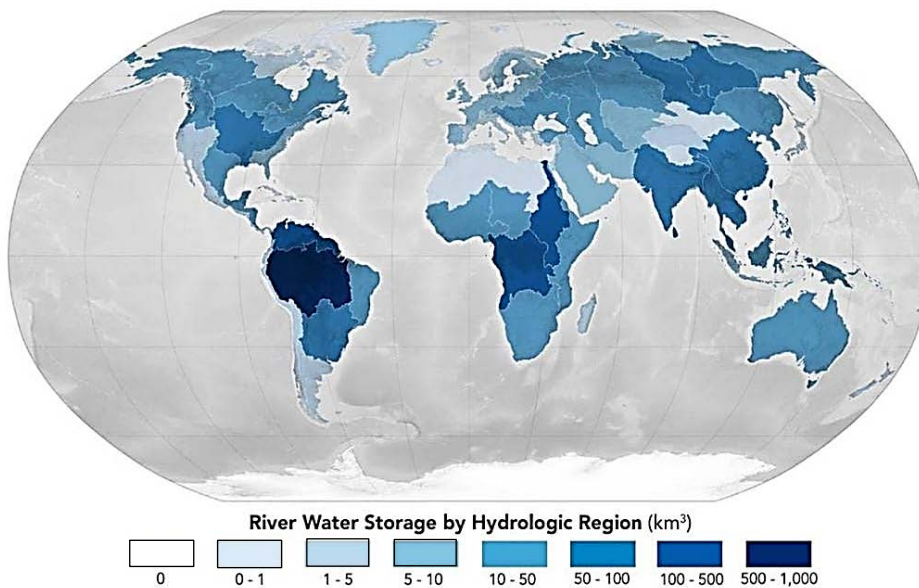 River Water Storage by Hydrologic Region (km³)
0 0 - 1 1 - 5 5 - 10 10 - 50 50 - 100 100 - 500 500 - 1,000